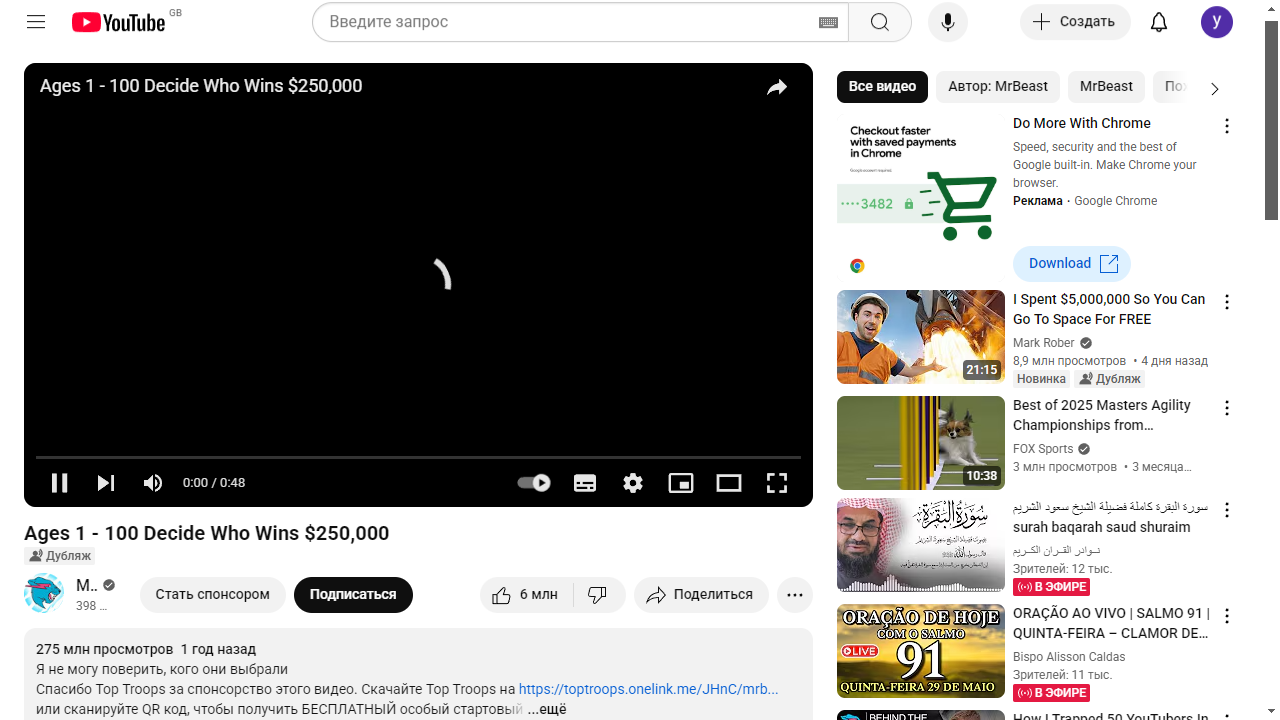 YouTube
GB
Введите запрос
Создать
y
Ages 1 - 100 Decide Who Wins $250,000
0:00 / 0:48
Ages 1 - 100 Decide Who Wins $250,000
Дубляж
M…
398 …
Стать спонсором
Подписаться
6 млн
Поделиться
275 млн просмотров 1 год назад
Я не могу поверить, кого они выбрали
Спасибо Top Troops за спонсорство этого видео. Скачайте Top Troops на https://toptroops.onelink.me/JHnC/mrb...
или сканируйте QR код, чтобы получить БЕСПЛАТНЫЙ особый стартовый ...ещё
Все видео
Автор: MrBeast
MrBeast
Checkout faster
with saved payments
in Chrome
•••• 3482
Do More With Chrome
Speed, security and the best of
Google built-in. Make Chrome your
browser.
Реклама · Google Chrome
Download
21:15
I Spent $5,000,000 So You Can
Go To Space For FREE
Mark Rober
8,9 млн просмотров • 4 дня назад
Новинка
Дубляж
10:38
Best of 2025 Masters Agility
Championships from…
FOX Sports
3 млн просмотров • 3 месяца…
سورة البقرة
سورة البقرة كاملة فضيلة الشيخ سعود الشريم
surah baqarah saud shuraim
نوادر القران الكريم
Зрителей: 12 тыс.
В ЭФИРЕ
ORAÇÃO DE HOJE
COM O SALMO
LIVE
91
QUINTA-FEIRA 29 DE MAIO
ORAÇÃO AO VIVO | SALMO 91 |
QUINTA-FEIRA – CLAMOR DE…
Bispo Alisson Caldas
Зрителей: 11 тыс.
В ЭФИРЕ
BEHIND THE
How I Trapped 50 YouTubers In